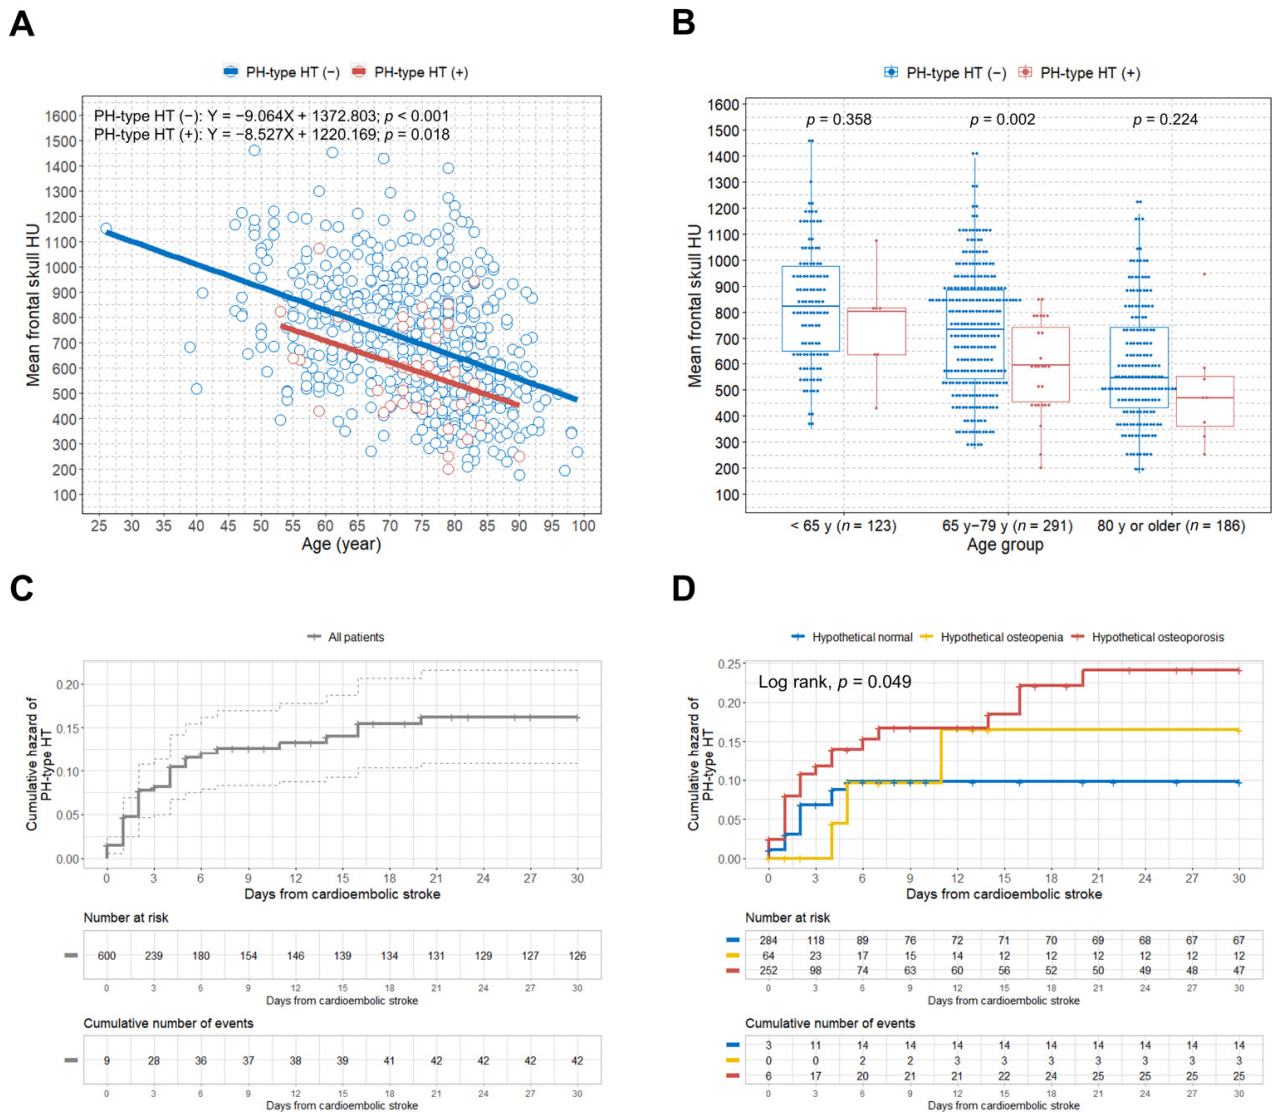 A
PH-type HT (−) PH-type HT (+)
PH-type HT (−): Y = −9.064X + 1372.803; p < 0.001
PH-type HT (+): Y = −8.527X + 1220.169; p = 0.018
Mean frontal skull HU
1600
1500
1400
1300
1200
1100
1000
900
800
700
600
500
400
300
200
100
25 30 35 40 45 50 55 60 65 70 75 80 85 90 95 100
Age (year)
B
PH-type HT (−) PH-type HT (+)
p = 0.358 p = 0.002 p = 0.224
Mean frontal skull HU
1600
1500
1400
1300
1200
1100
1000
900
800
700
600
500
400
300
200
100
< 65 y (n = 123) 65 y−79 y (n = 291) 80 y or older (n = 186)
Age group
C
All patients
Cumulative hazard of
PH-type HT
0.20
0.15
0.10
0.05
0.00
0 3 6 9 12 15 18 21 24 27 30
Days from cardioembolic stroke
Number at risk
600 239 180 154 146 139 134 131 129 127 126
0 3 6 9 12 15 18 21 24 27 30
Days from cardioembolic stroke
Cumulative number of events
9 28 36 37 38 39 41 42 42 42 42
0 3 6 9 12 15 18 21 24 27 30
Days from cardioembolic stroke
D
Hypothetical normal Hypothetical osteopenia Hypothetical osteoporosis
Log rank, p = 0.049
Cumulative hazard of
PH-type HT
0.25
0.20
0.15
0.10
0.05
0.00
0 3 6 9 12 15 18 21 24 27 30
Days from cardioembolic stroke
Number at risk
284 118 89 76 72 71 70 69 68 67 67
64 23 17 15 14 12 12 12 12 12 12
252 98 74 63 60 56 52 50 49 48 47
0 3 6 9 12 15 18 21 24 27 30
Days from cardioembolic stroke
Cumulative number of events
3 11 14 14 14 14 14 14 14 14 14
0 0 2 2 3 3 3 3 3 3 3
6 17 20 21 21 22 24 25 25 25 25
0 3 6 9 12 15 18 21 24 27 30
Days from cardioembolic stroke